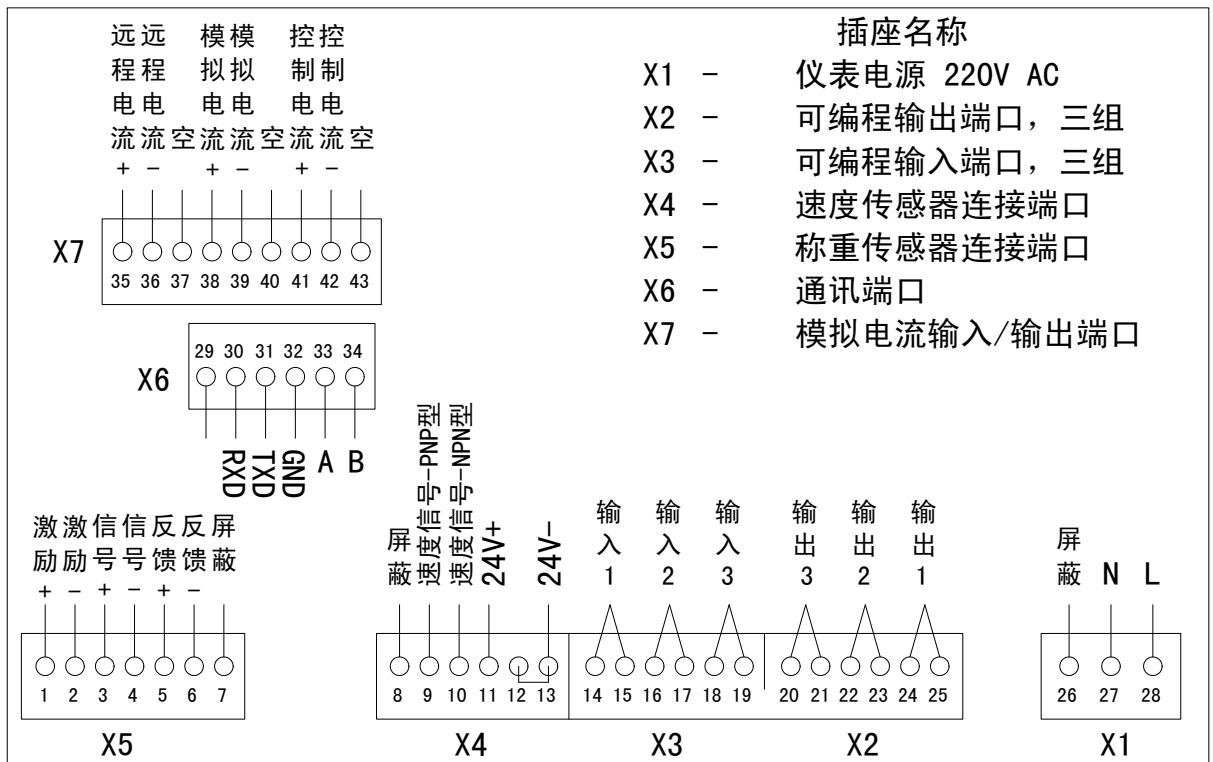 插座名称
X1 - 仪表电源 220V AC
X2 - 可编程输出端口，三组
X3 - 可编程输入端口，三组
X4 - 速度传感器连接端口
X5 - 称重传感器连接端口
X6 - 通讯端口
X7 - 模拟电流输入/输出端口
远程电流+
远程电流-
空
模拟电流+
模拟电流-
空
控制电流+
控制电流-
空
X7
35 36 37 38 39 40 41 42 43
29 30 31 32 33 34
X6
RXD
TXD
GND
A
B
激励+
激励-
信号+
信号-
反馈+
反馈-
屏蔽
1 2 3 4 5 6 7
X5
屏蔽
速度信号-PNP型
速度信号-NPN型
24V+
24V-
8 9 10 11 12 13
X4
输入1
输入2
输入3
14 15 16 17 18 19
X3
输出3
输出2
输出1
20 21 22 23 24 25
X2
屏蔽
N
L
26 27 28
X1